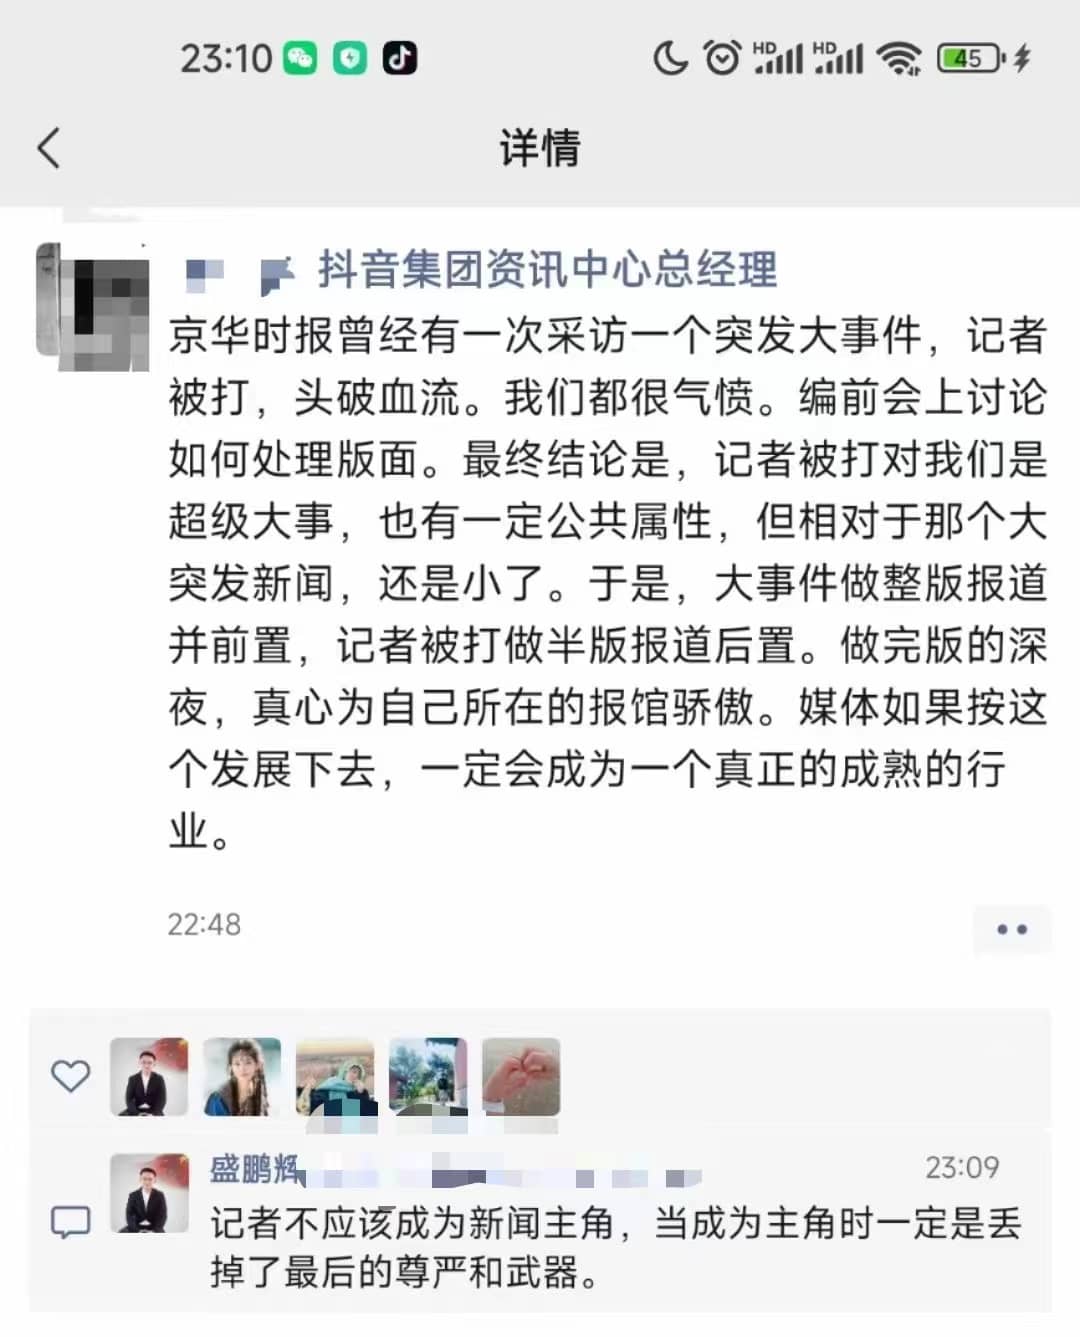 23:10
HD HD 45
详情
抖音集团资讯中心总经理
京华时报曾经有一次采访一个突发大事件，记者
被打，头破血流。我们都很气愤。编前会上讨论
如何处理版面。最终结论是，记者被打对我们是
超级大事，也有一定公共属性，但相对于那个大
突发新闻，还是小了。于是，大事件做整版报道
并前置，记者被打做半版报道后置。做完版的深
夜，真心为自己所在的报馆骄傲。媒体如果按这
个发展下去，一定会成为一个真正的成熟的行
业。
22:48
盛鹏辉
23:09
记者不应该成为新闻主角，当成为主角时一定是丢
掉了最后的尊严和武器。